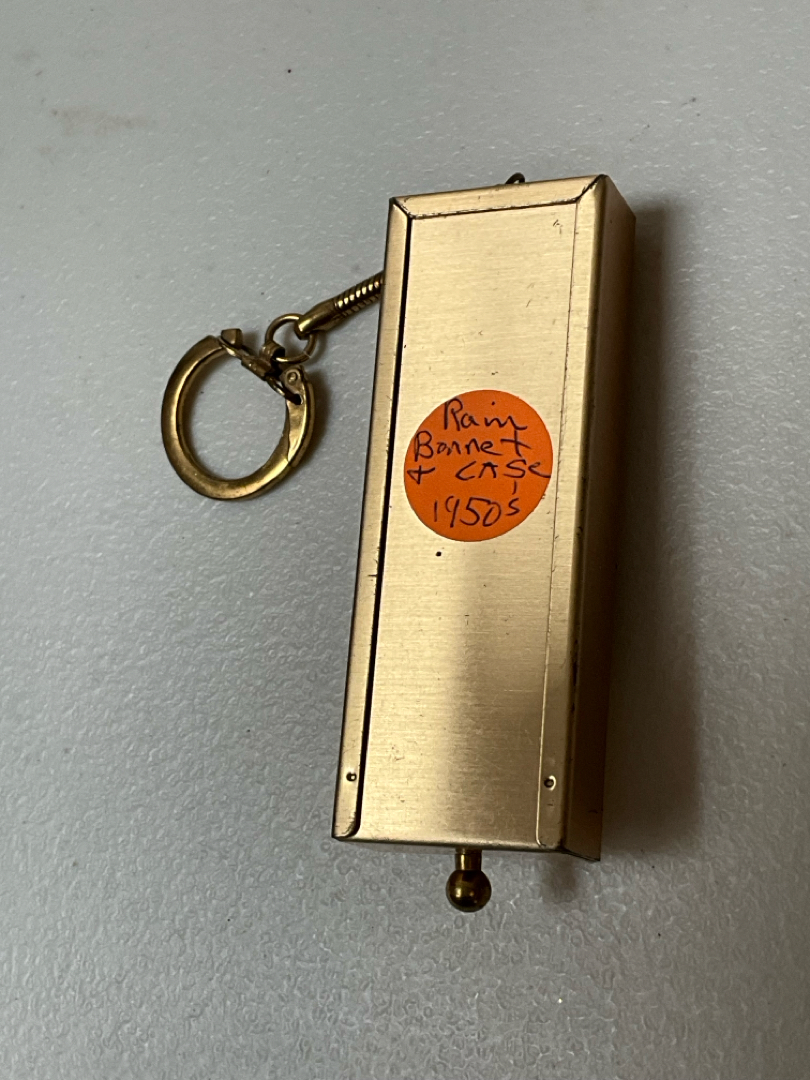 Rain
Bonnet
+ CASe
1950's